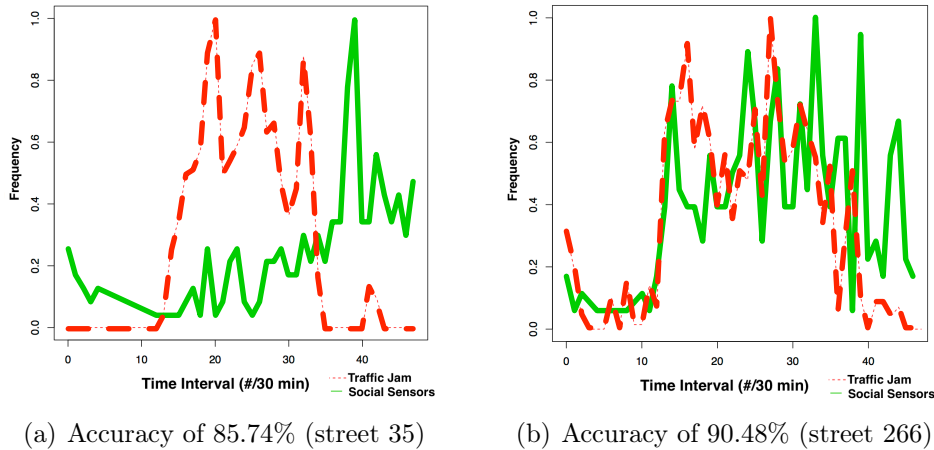 Frequency
0.0 0.2 0.4 0.6 0.8 1.0
0 10 20 30 40
Time Interval (#/30 min)
Traffic Jam
Social Sensors
(a) Accuracy of 85.74% (street 35)
Frequency
0.0 0.2 0.4 0.6 0.8 1.0
0 10 20 30 40
Time Interval (#/30 min)
Traffic Jam
Social Sensors
(b) Accuracy of 90.48% (street 266)